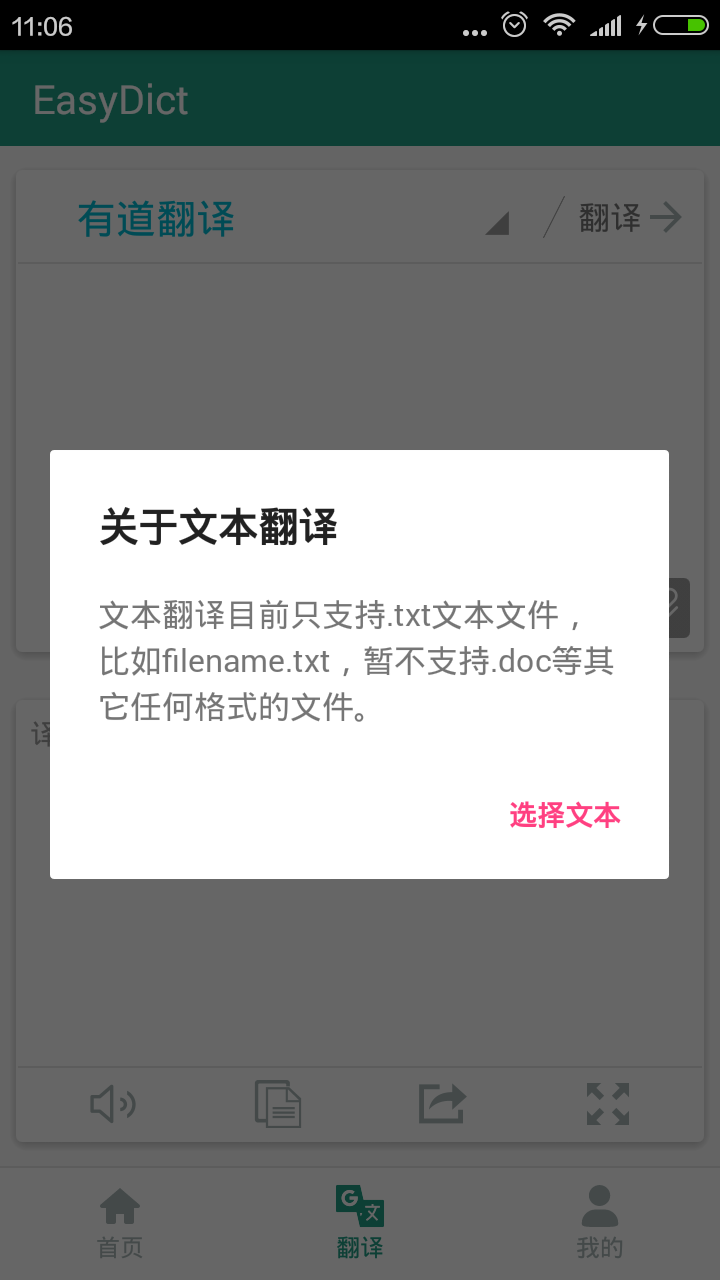 11:06
EasyDict
有道翻译
翻译
关于文本翻译
文本翻译目前只支持.txt文本文件，
比如filename.txt，暂不支持.doc等其
它任何格式的文件。
选择文本
译
G 文
首页
翻译
我的